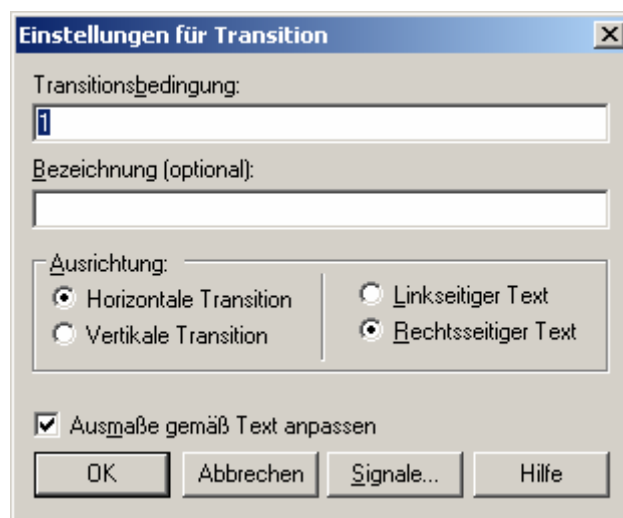 Einstellungen für Transition
Transitionsbedingung:
1
Bezeichnung (optional):
Ausrichtung:
Horizontale Transition
Linkseitiger Text
Vertikale Transition
Rechtsseitiger Text
Ausmaße gemäß Text anpassen
OK
Abbrechen
Signale...
Hilfe